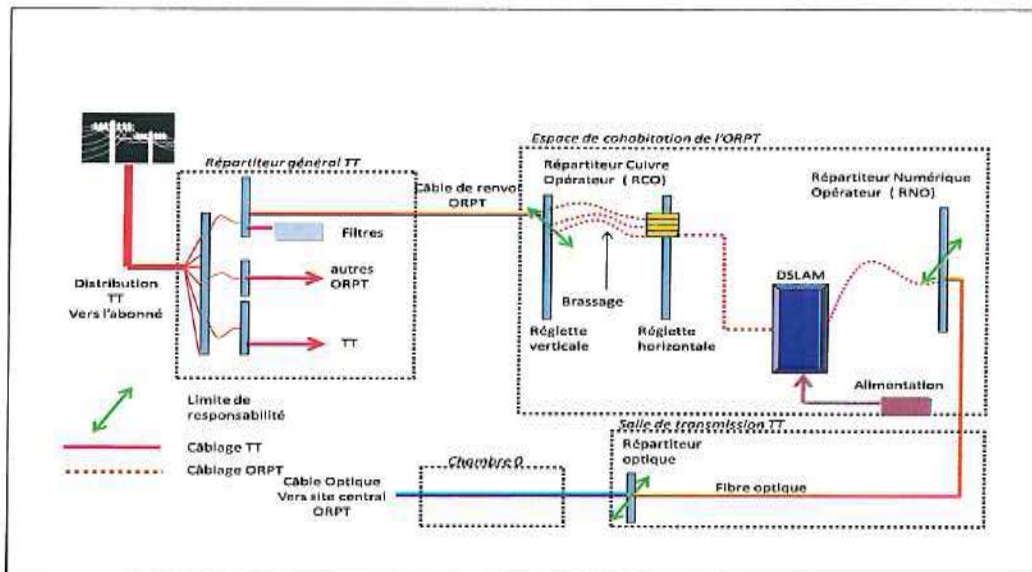 Espace de cohabitation de l'ORPT
Répartiteur général TT
Répartiteur Cuivre
Opérateur ( RCO)
Répartiteur Numérique
Opérateur ( RNO)
Câble de renvoi
ORPT
Filtres
autres
ORPT
TT
Distribution
TT
Vers l'abonné
Brassage
DSLAM
Réglette
verticale
Réglette
horizontale
Alimentation
Limite de
responsabilité
Câblage TT
Câblage ORPT
Salle de transmission TT
Répartiteur
optique
Chambre 0
Câble Optique
Vers site central
ORPT
Fibre optique